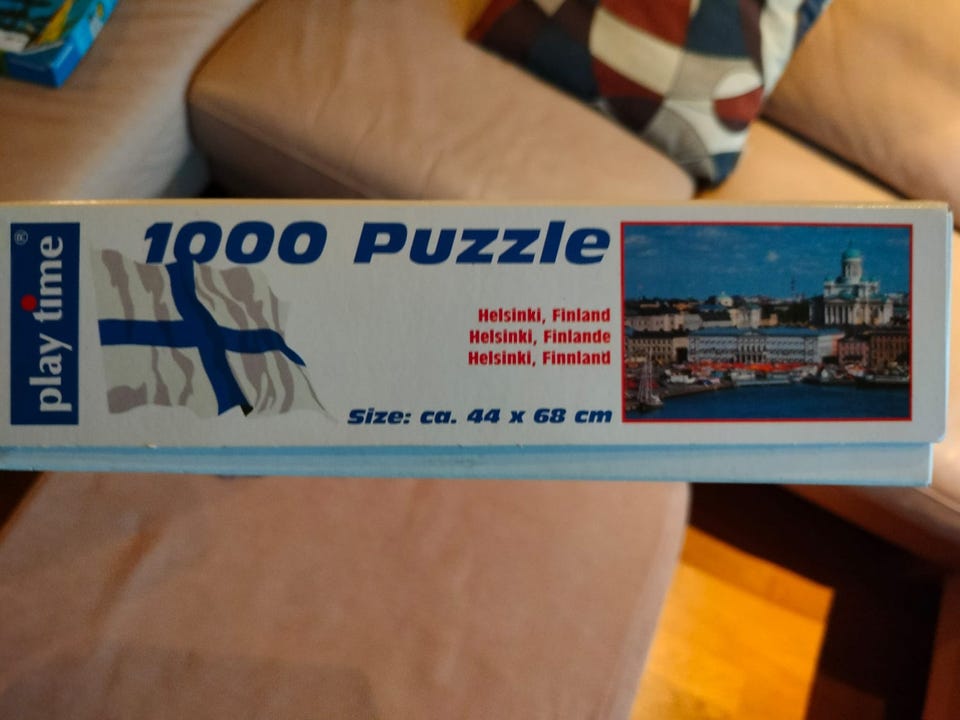 play time®
1000 Puzzle
Helsinki, Finland
Helsinki, Finlande
Helsinki, Finnland
Size: ca. 44 x 68 cm